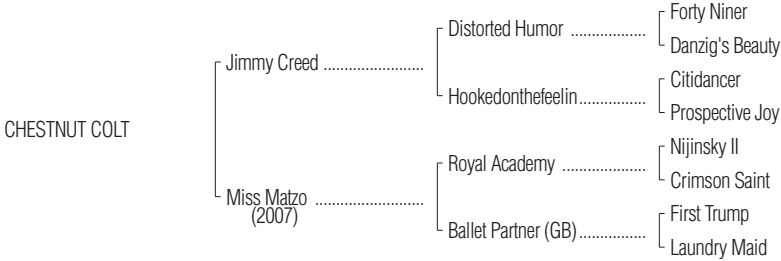 Forty Niner
Distorted Humor ..................
Danzig's Beauty
Jimmy Creed ........................
Citidancer
Hookedonthefeelin................
Prospective Joy
CHESTNUT COLT
Nijinsky II
Royal Academy ....................
Crimson Saint
Miss Matzo ..........................
(2007)
First Trump
Ballet Partner (GB)................
Laundry Maid